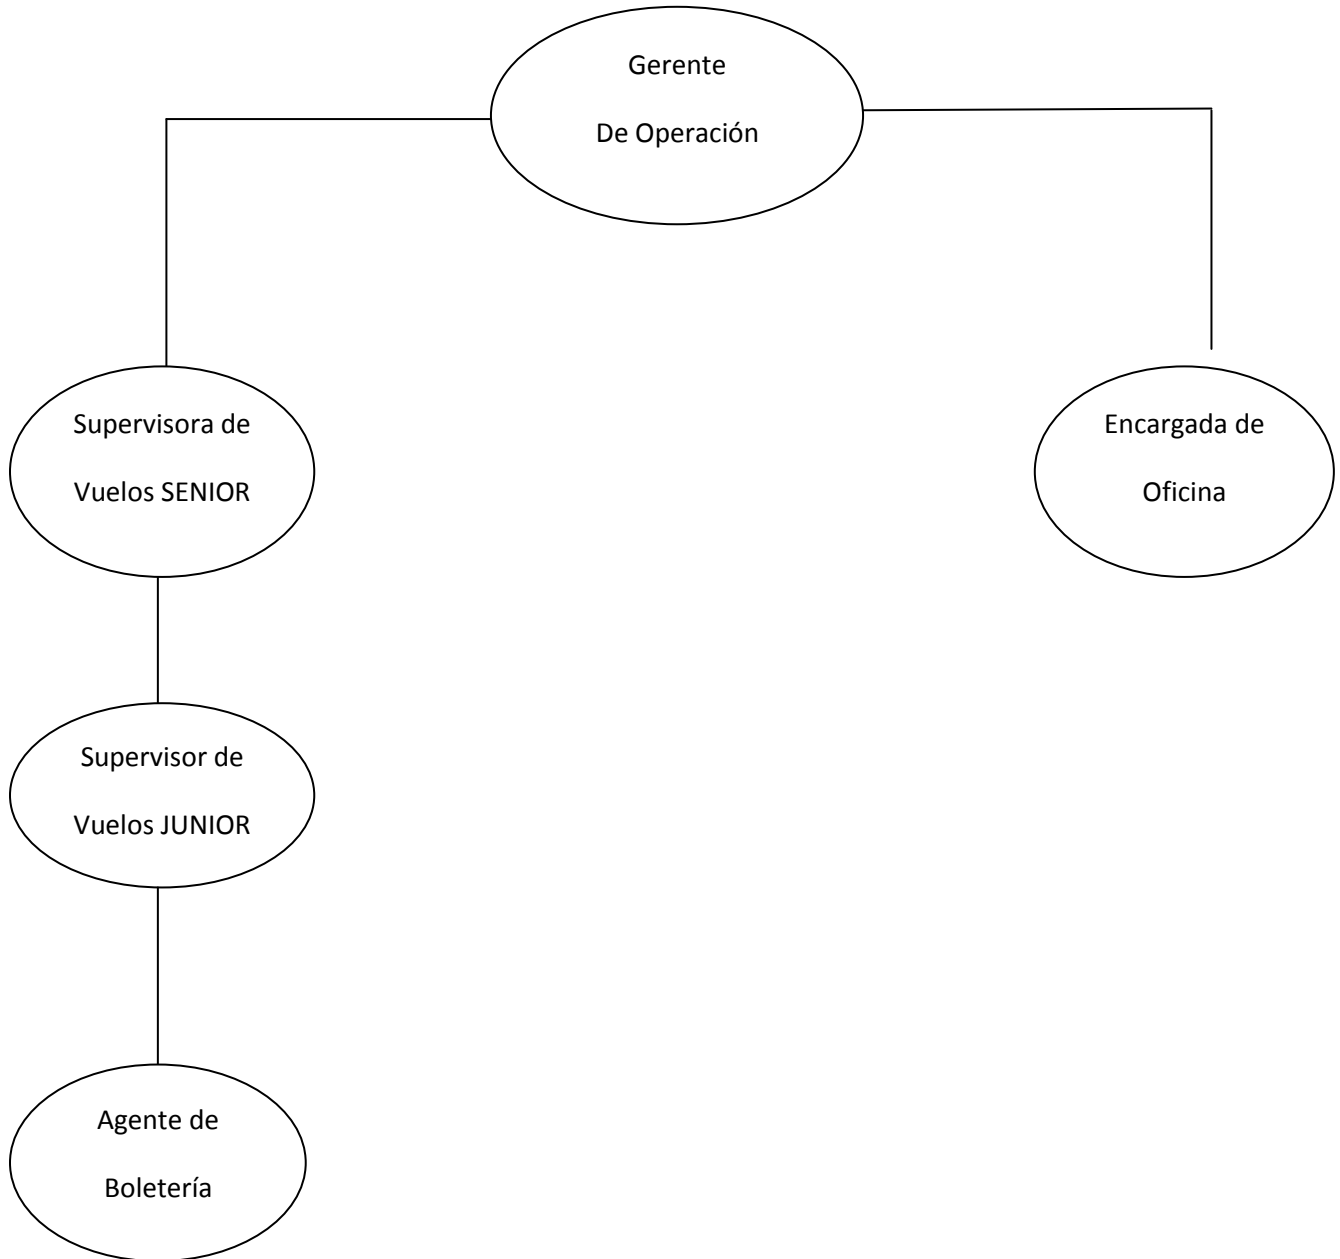 Gerente
De Operación
Supervisora de
Vuelos SENIOR
Encargada de
Oficina
Supervisor de
Vuelos JUNIOR
Agente de
Boletería